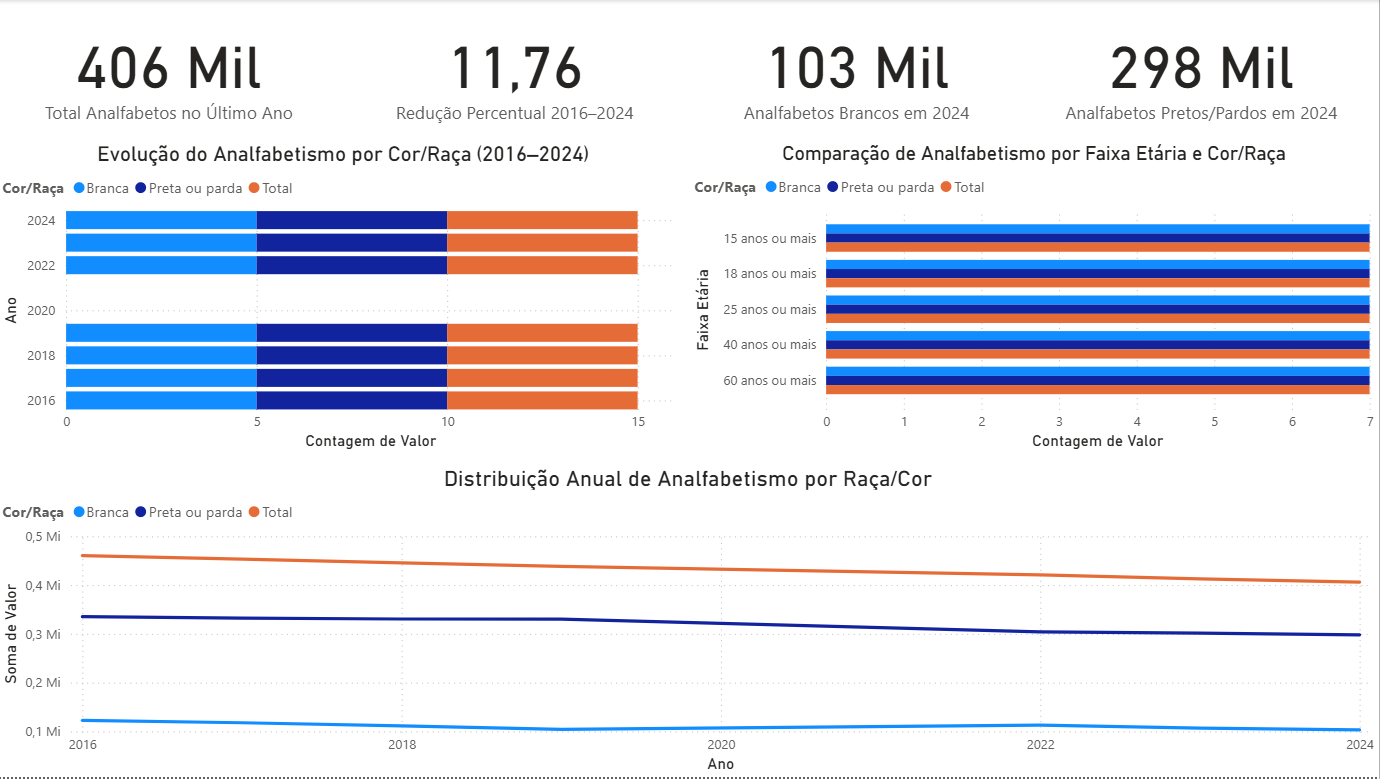 406 Mil
Total Analfabetos no Último Ano
11,76
Redução Percentual 2016–2024
103 Mil
Analfabetos Brancos em 2024
298 Mil
Analfabetos Pretos/Pardos em 2024
Evolução do Analfabetismo por Cor/Raça (2016–2024)
Cor/Raça Branca Preta ou parda Total
Ano
2024
2022
2020
2018
2016
0 5 10 15
Contagem de Valor
Comparação de Analfabetismo por Faixa Etária e Cor/Raça
Cor/Raça Branca Preta ou parda Total
Faixa Etária
15 anos ou mais
18 anos ou mais
25 anos ou mais
40 anos ou mais
60 anos ou mais
0 1 2 3 4 5 6 7
Contagem de Valor
Distribuição Anual de Analfabetismo por Raça/Cor
Cor/Raça Branca Preta ou parda Total
Soma de Valor
0,5 Mi
0,4 Mi
0,3 Mi
0,2 Mi
0,1 Mi
2016 2018 2020 2022 2024
Ano